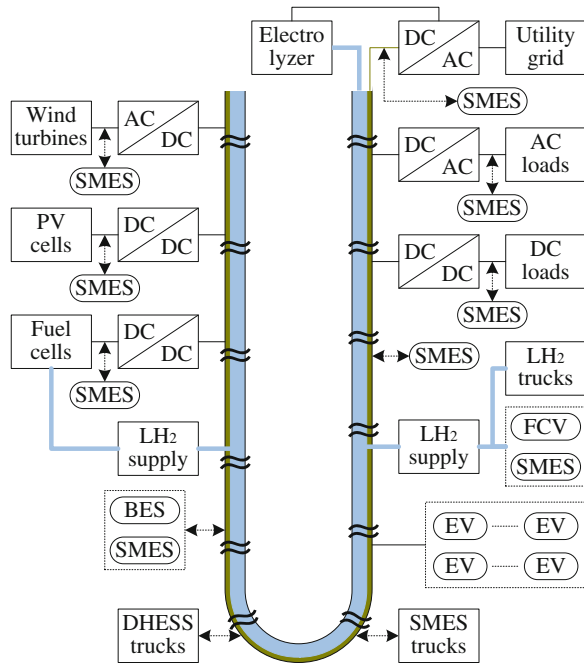 Electro
lyzer
DC
AC
Utility
grid
SMES
Wind
turbines
AC
DC
SMES
DC
AC
AC
loads
SMES
PV
cells
DC
DC
SMES
DC
DC
DC
loads
SMES
Fuel
cells
DC
DC
SMES
SMES
LH2
trucks
LH2
supply
LH2
supply
FCV
SMES
BES
SMES
EV EV
EV EV
DHESS
trucks
SMES
trucks